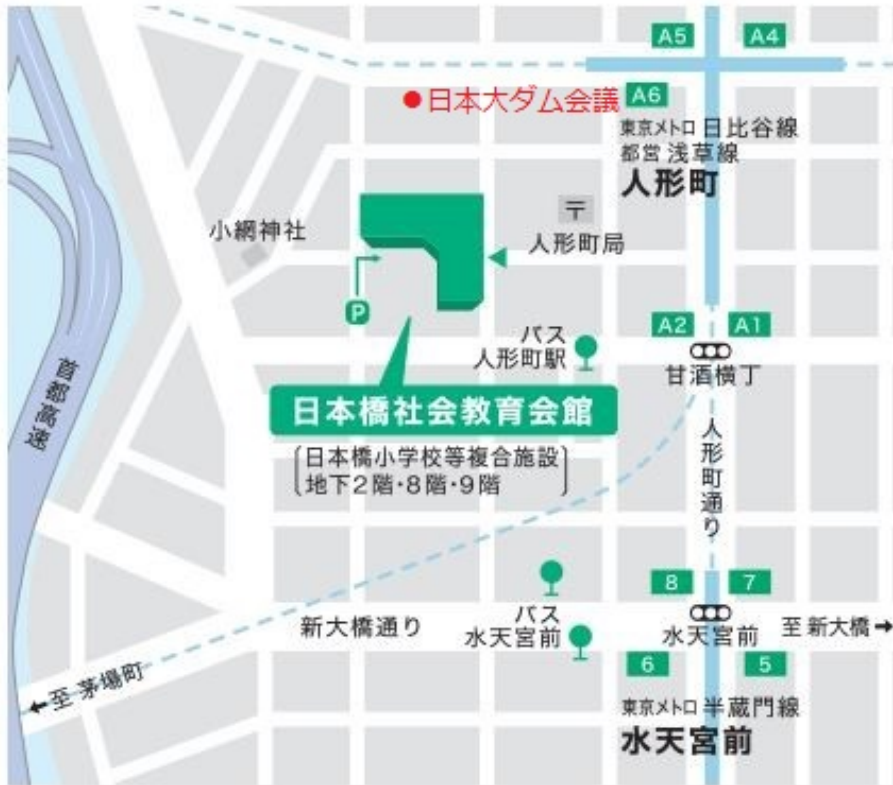 A5
A4
●日本大ダム会議
A6
東京メトロ 日比谷線
都営 浅草線
人形町
〒
人形町局
小網神社
P
A2
A1
バス
人形町駅
甘酒横丁
首都高速
日本橋社会教育会館
日本橋小学校等複合施設
地下2階・8階・9階
人形町通り
8
7
バス
水天宮前
新大橋通り
水天宮前
至 新大橋→
←至 茅場町
6
5
東京メトロ 半蔵門線
水天宮前